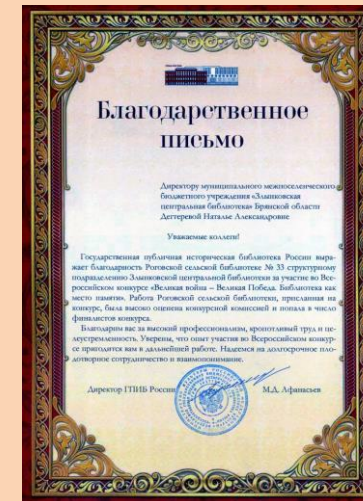 Благодарственное
письмо
Директору муниципального межпоселенческого
бюджетного учреждения «Злынковская
центральная библиотека» Брянской области
Дегтеревой Наталье Александровне
Уважаемые коллеги!
Государственная публичная историческая библиотека России выра-
жает благодарность Роговской сельской библиотеке № 33 структурному
подразделению Злынковской центральной библиотеки за участие во Все-
российском конкурсе «Великая война – Великая Победа. Библиотека как
место памяти». Работа Роговской сельской библиотеки, присланная на
конкурс, была высоко оценена конкурсной комиссией и попала в число
финалистов конкурса.
Благодарим вас за высокий профессионализм, кропотливый труд и це-
леустремленность. Уверены, что опыт участия во Всероссийском конкур-
се пригодится вам в дальнейшей работе. Надеемся на долгосрочное пло-
дотворное сотрудничество и взаимопонимание.
Директор ГПИБ России
М.Д. Афанасьев